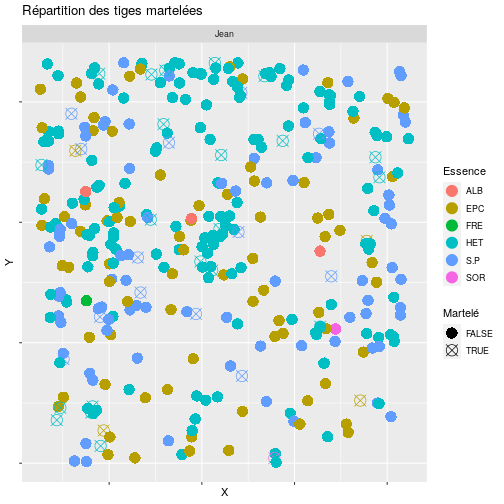 Répartition des tiges martelées
Jean
Y
X
Essence
ALB
EPC
FRE
HET
S.P
SOR
Martelé
FALSE
TRUE